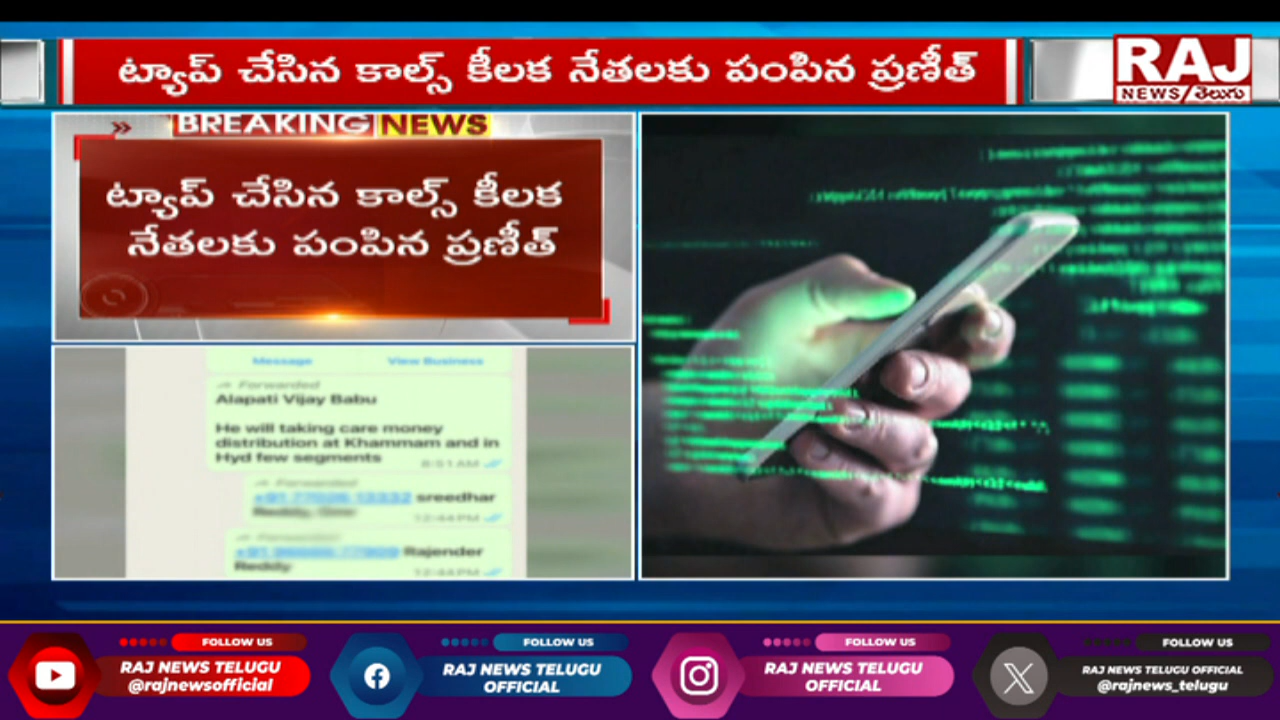 ట్యాప్ చేసిన కాల్స్ కీలక నేతలకు పంపిన ప్రణీత్
RAJ
NEWS తెలుగు
BREAKING NEWS
ట్యాప్ చేసిన కాల్స్ కీలక
నేతలకు పంపిన ప్రణీత్
Message View Business
Forwarded
Alapati Vijay Babu
He will taking care money
distribution at Khammam and in
Hyd few segments
8:51 AM
Forwarded
sreedhar
Reddy,
12:44 PM
Forwarded
Rajender
Reddy
12:44 PM
FOLLOW US
RAJ NEWS TELUGU
@rajnewsofficial
FOLLOW US
RAJ NEWS TELUGU
OFFICIAL
FOLLOW US
RAJ NEWS TELUGU
OFFICIAL
FOLLOW US
RAJ NEWS TELUGU OFFICIAL
@rajnews_telugu